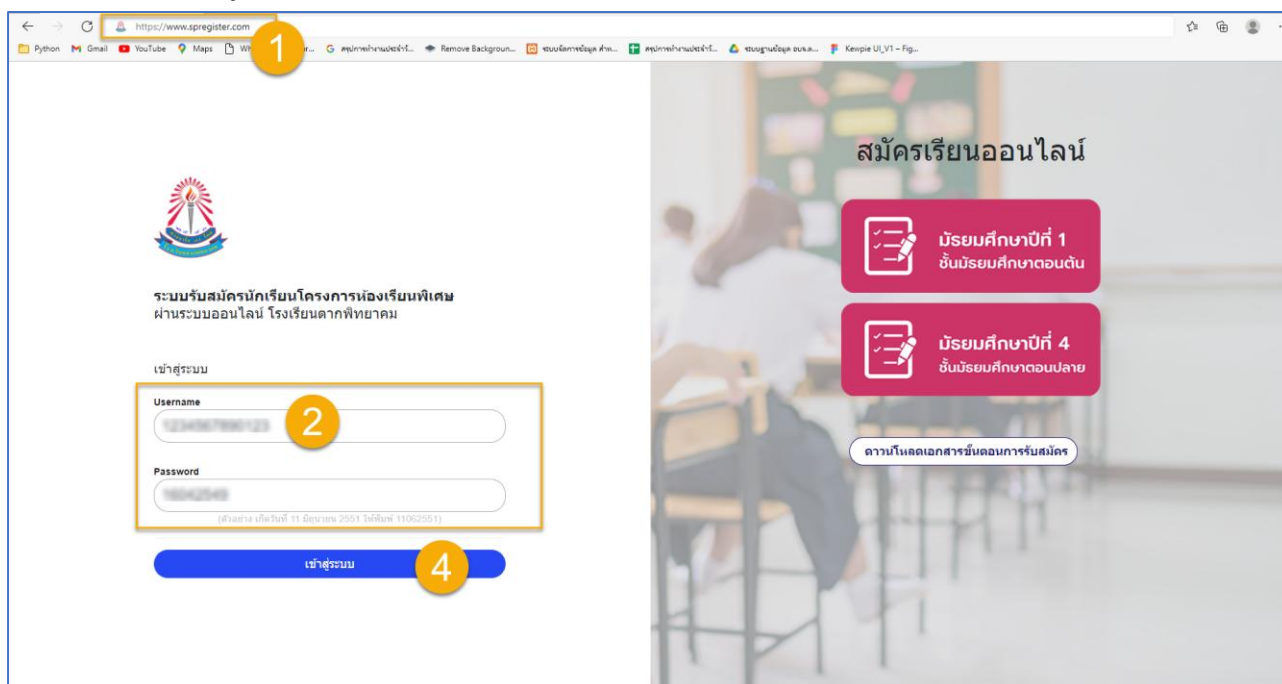 https://www.spregister.com
1
Python
Gmail
YouTube
Maps
Remove Backgroun...
Kewpie UI_V1 – Fig...
สมัครเรียนออนไลน์
มัธยมศึกษาปีที่ 1
ชั้นมัธยมศึกษาตอนต้น
มัธยมศึกษาปีที่ 4
ชั้นมัธยมศึกษาตอนปลาย
ดาวน์โหลดเอกสารขั้นตอนการรับสมัคร
ระบบรับสมัครนักเรียนโครงการห้องเรียนพิเศษ
ผ่านระบบออนไลน์ โรงเรียนตากพิทยาคม
เข้าสู่ระบบ
Username
2
Password
(ตัวอย่าง เกิดวันที่ 11 มิถุนายน 2551 ให้พิมพ์ 11062551)
เข้าสู่ระบบ
4